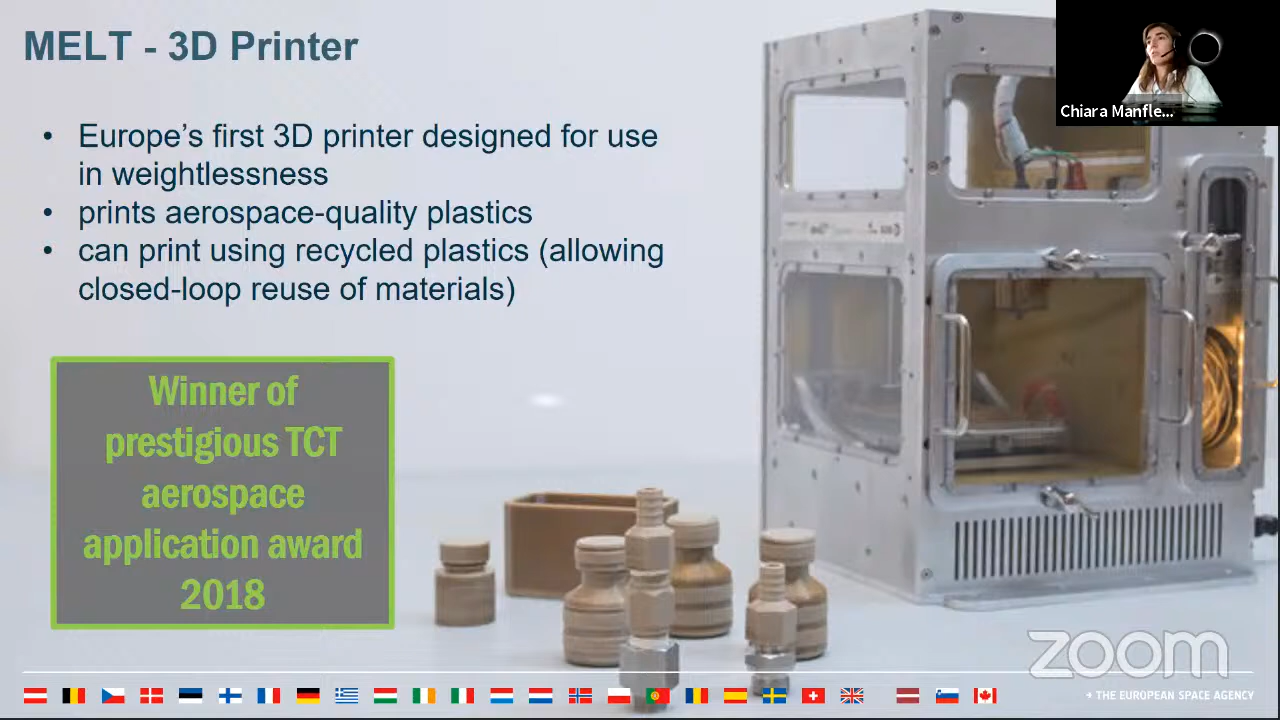 MELT - 3D Printer
Chiara Manfle...
• Europe's first 3D printer designed for use
in weightlessness
• prints aerospace-quality plastics
• can print using recycled plastics (allowing
closed-loop reuse of materials)
Winner of
prestigious TCT
aerospace
application award
2018
zoom
→ THE EUROPEAN SPACE AGENCY